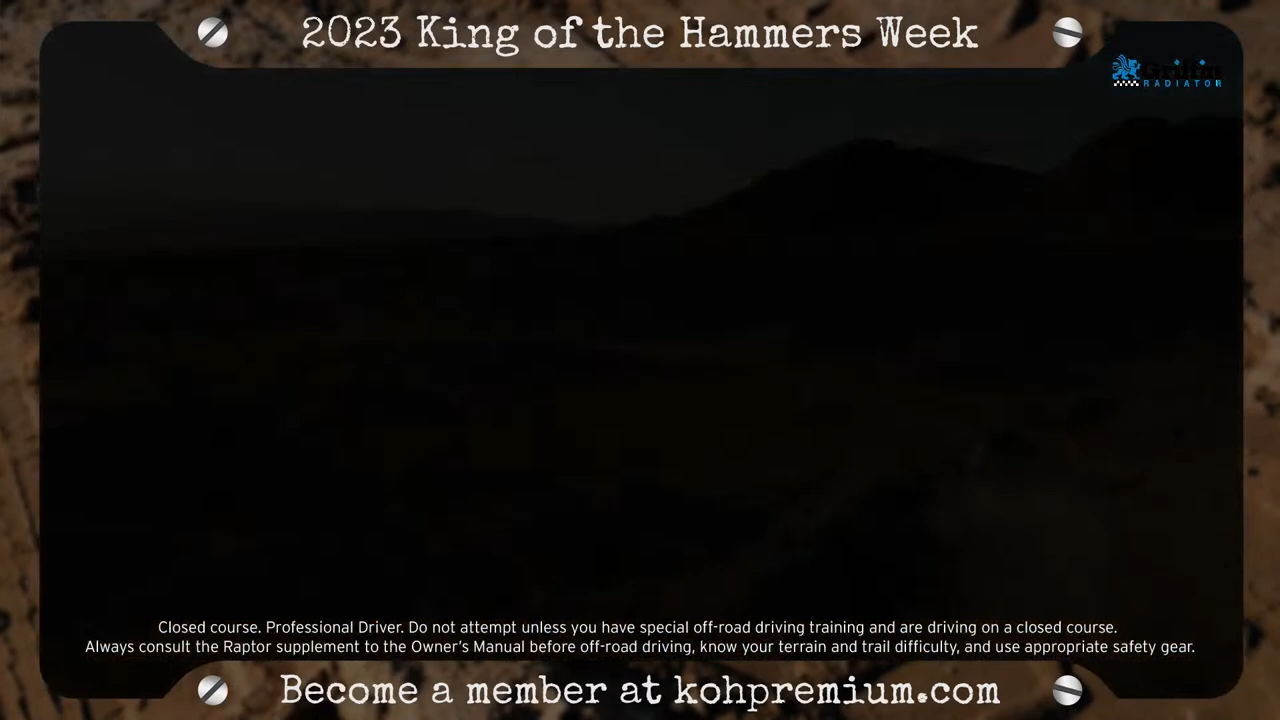 2023 King of the Hammers Week
Griffin
RADIATOR
Closed course. Professional Driver. Do not attempt unless you have special off-road driving training and are driving on a closed course.
Always consult the Raptor supplement to the Owner's Manual before off-road driving, know your terrain and trail difficulty, and use appropriate safety gear.
Become a member at kohpremium.com